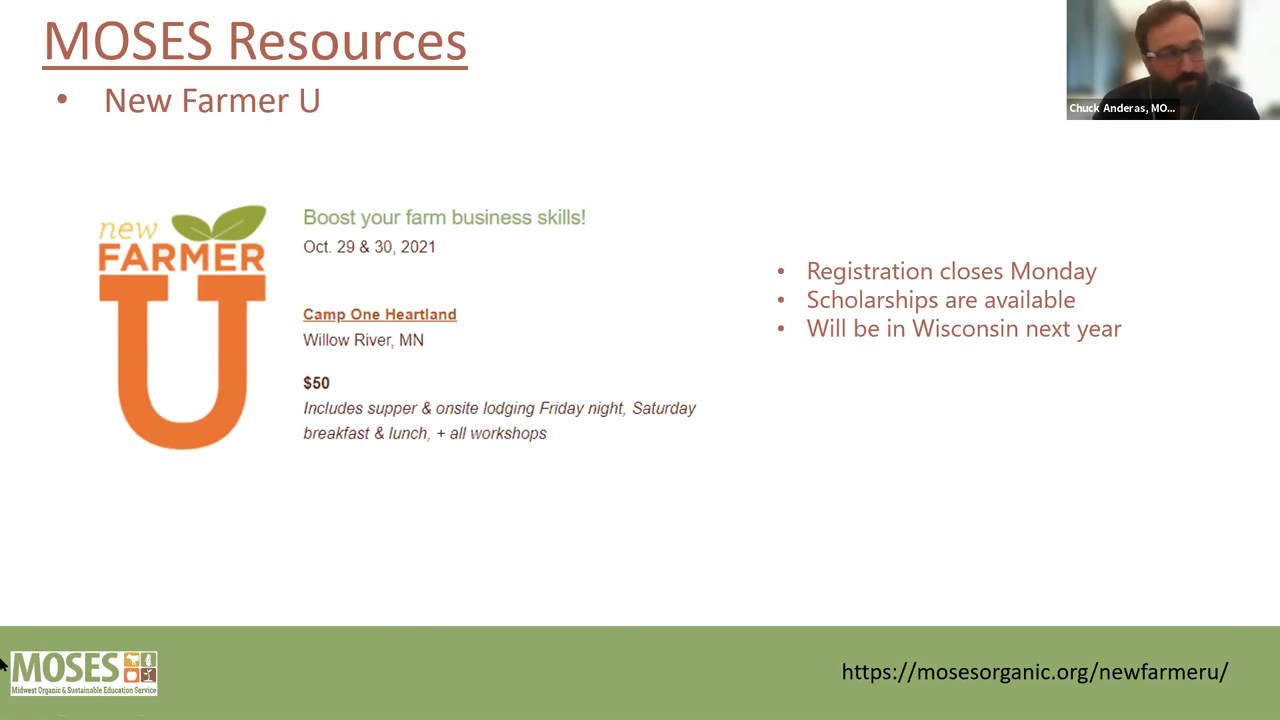 MOSES Resources
• New Farmer U
Chuck Anderas, MO...
new
FARMER
U
Boost your farm business skills!
Oct. 29 & 30, 2021
Camp One Heartland
Willow River, MN
$50
Includes supper & onsite lodging Friday night, Saturday
breakfast & lunch, + all workshops
• Registration closes Monday
• Scholarships are available
• Will be in Wisconsin next year
MOSES
Midwest Organic & Sustainable Education Service
https://mosesorganic.org/newfarmeru/